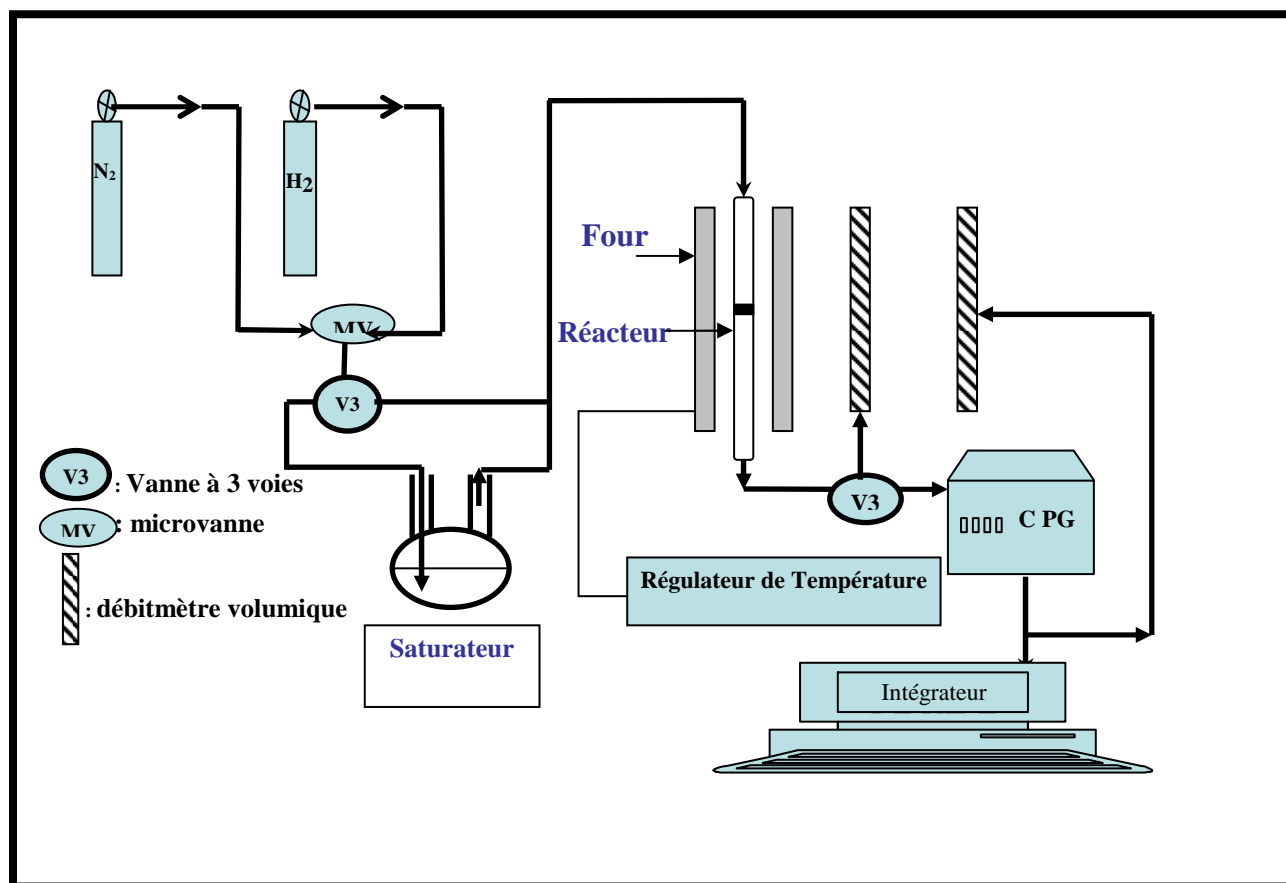 N₂
H2
MV
V3
Four
Réacteur
V3 : Vanne à 3 voies
MV : microvanne
: débitmètre volumique
Saturateur
V3
C PG
Régulateur de Température
Intégrateur